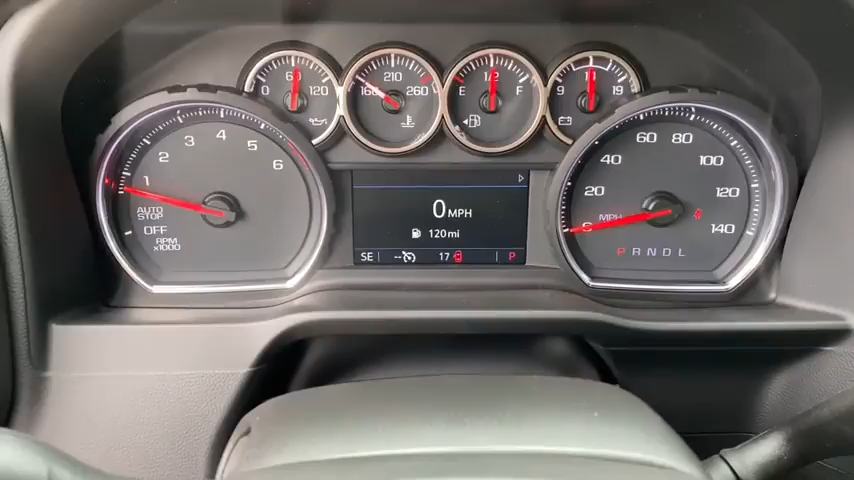 0 60 120
160 210 260
E 1/2 F
9 19
1 2 3 4 5 6
AUTO
STOP
OFF
RPM
x1000
0 MPH
120 mi
SE -- 17 P
20 40 60 80 100 120 140
MPH
P R N D L